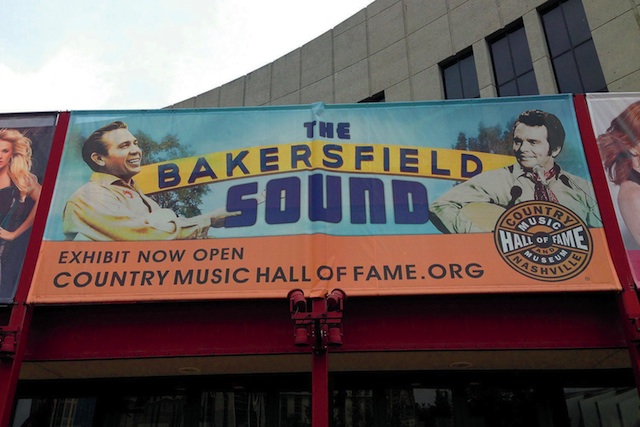 THE
BAKERSFIELD
SOUND
EXHIBIT NOW OPEN
COUNTRY MUSIC HALL OF FAME.ORG
COUNTRY
MUSIC
HALL OF FAME
AND
MUSEUM
NASHVILLE